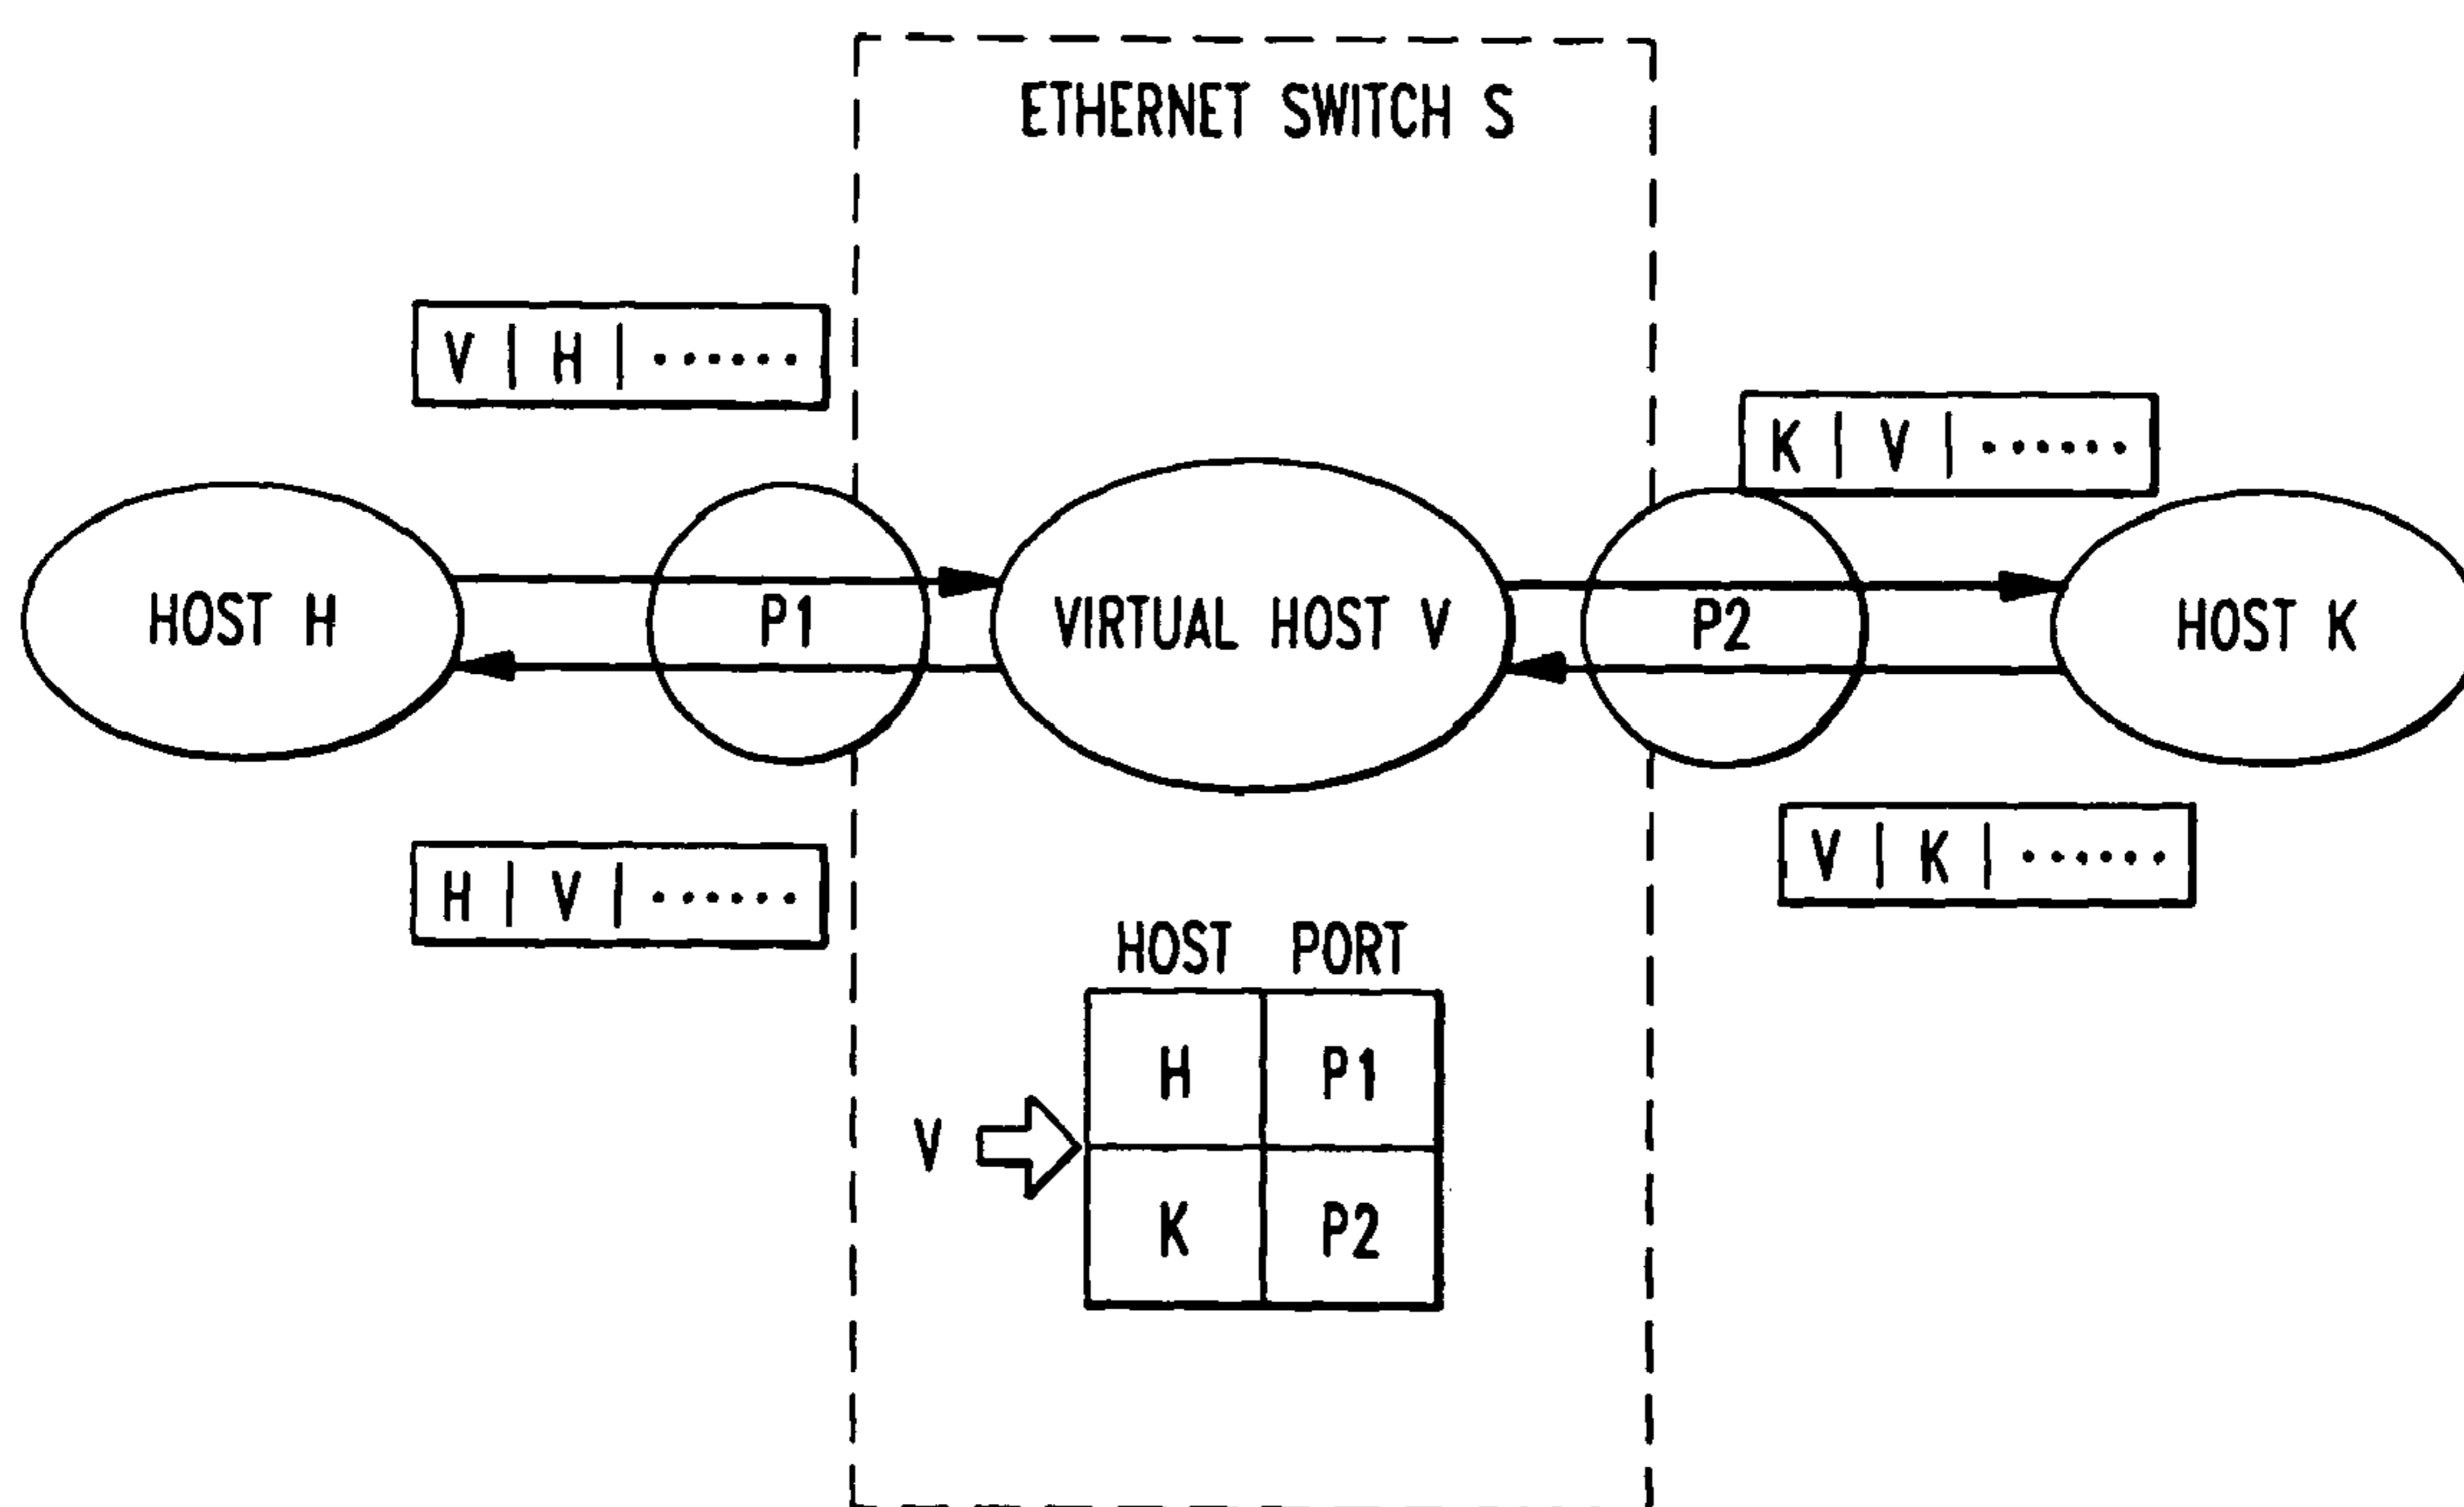 ETHERNET SWITCH S
V | H | ······
K | V | ······
HOST H
P1
VIRTUAL HOST V
P2
HOST K
H | V | ······
V | K | ······
HOST PORT
H P1
V
K P2